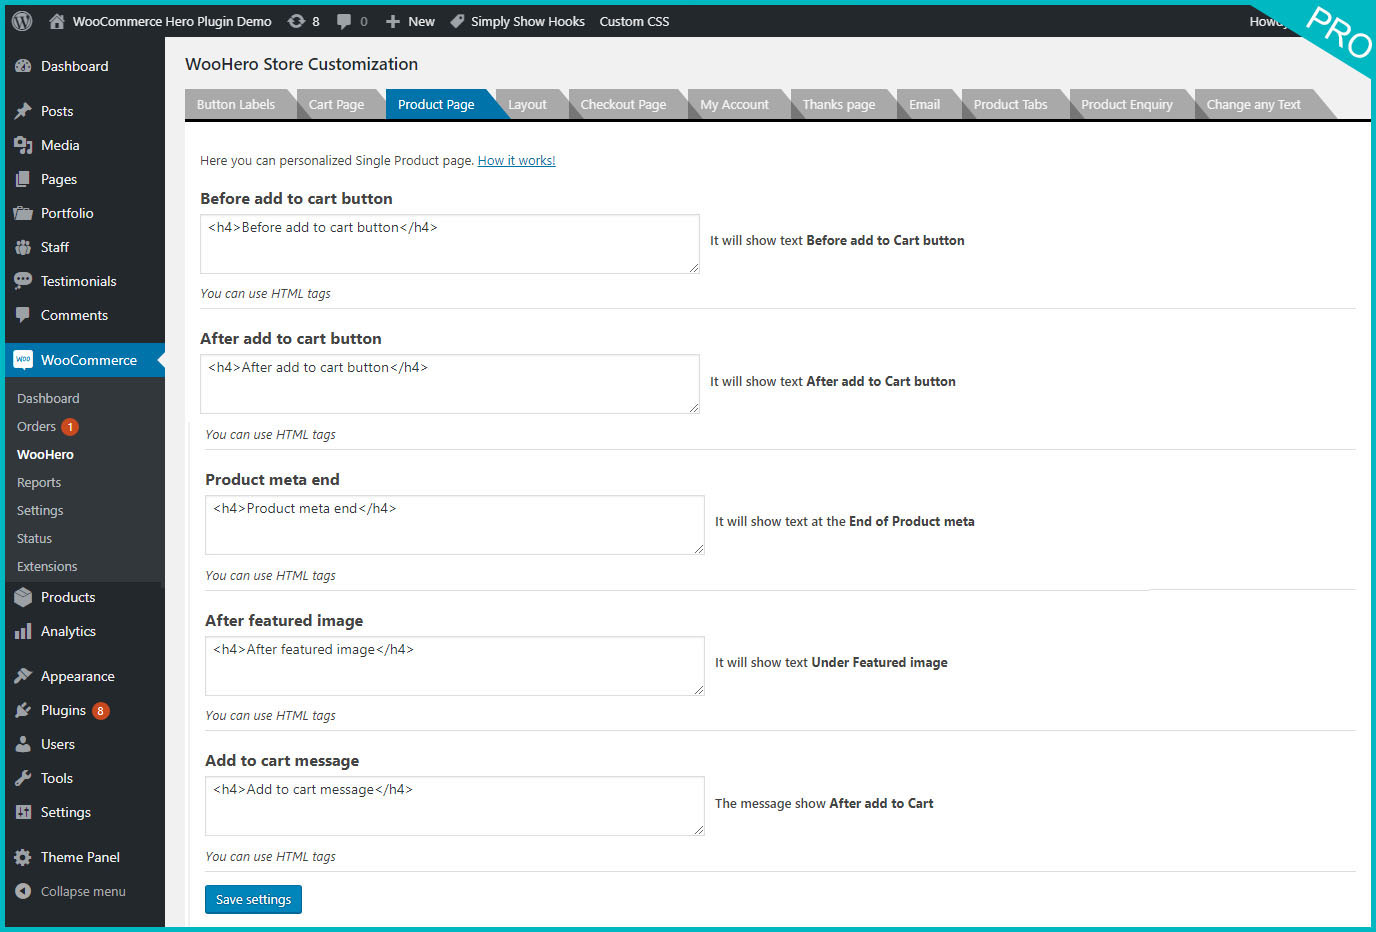 WooCommerce Hero Plugin Demo 8 0 New Simply Show Hooks Custom CSS
PRO
Dashboard
Posts
Media
Pages
Portfolio
Staff
Testimonials
Comments
WOO WooCommerce
Dashboard
Orders 1
WooHero
Reports
Settings
Status
Extensions
Products
Analytics
Appearance
Plugins 8
Users
Tools
Settings
Theme Panel
Collapse menu
WooHero Store Customization
Button Labels Cart Page Product Page Layout Checkout Page My Account Thanks page Email Product Tabs Product Enquiry Change any Text
Here you can personalized Single Product page. How it works!
Before add to cart button
<h4>Before add to cart button</h4>
It will show text Before add to Cart button
You can use HTML tags
After add to cart button
<h4>After add to cart button</h4>
It will show text After add to Cart button
You can use HTML tags
Product meta end
<h4>Product meta end</h4>
It will show text at the End of Product meta
You can use HTML tags
After featured image
<h4>After featured image</h4>
It will show text Under Featured image
You can use HTML tags
Add to cart message
<h4>Add to cart message</h4>
The message show After add to Cart
You can use HTML tags
Save settings